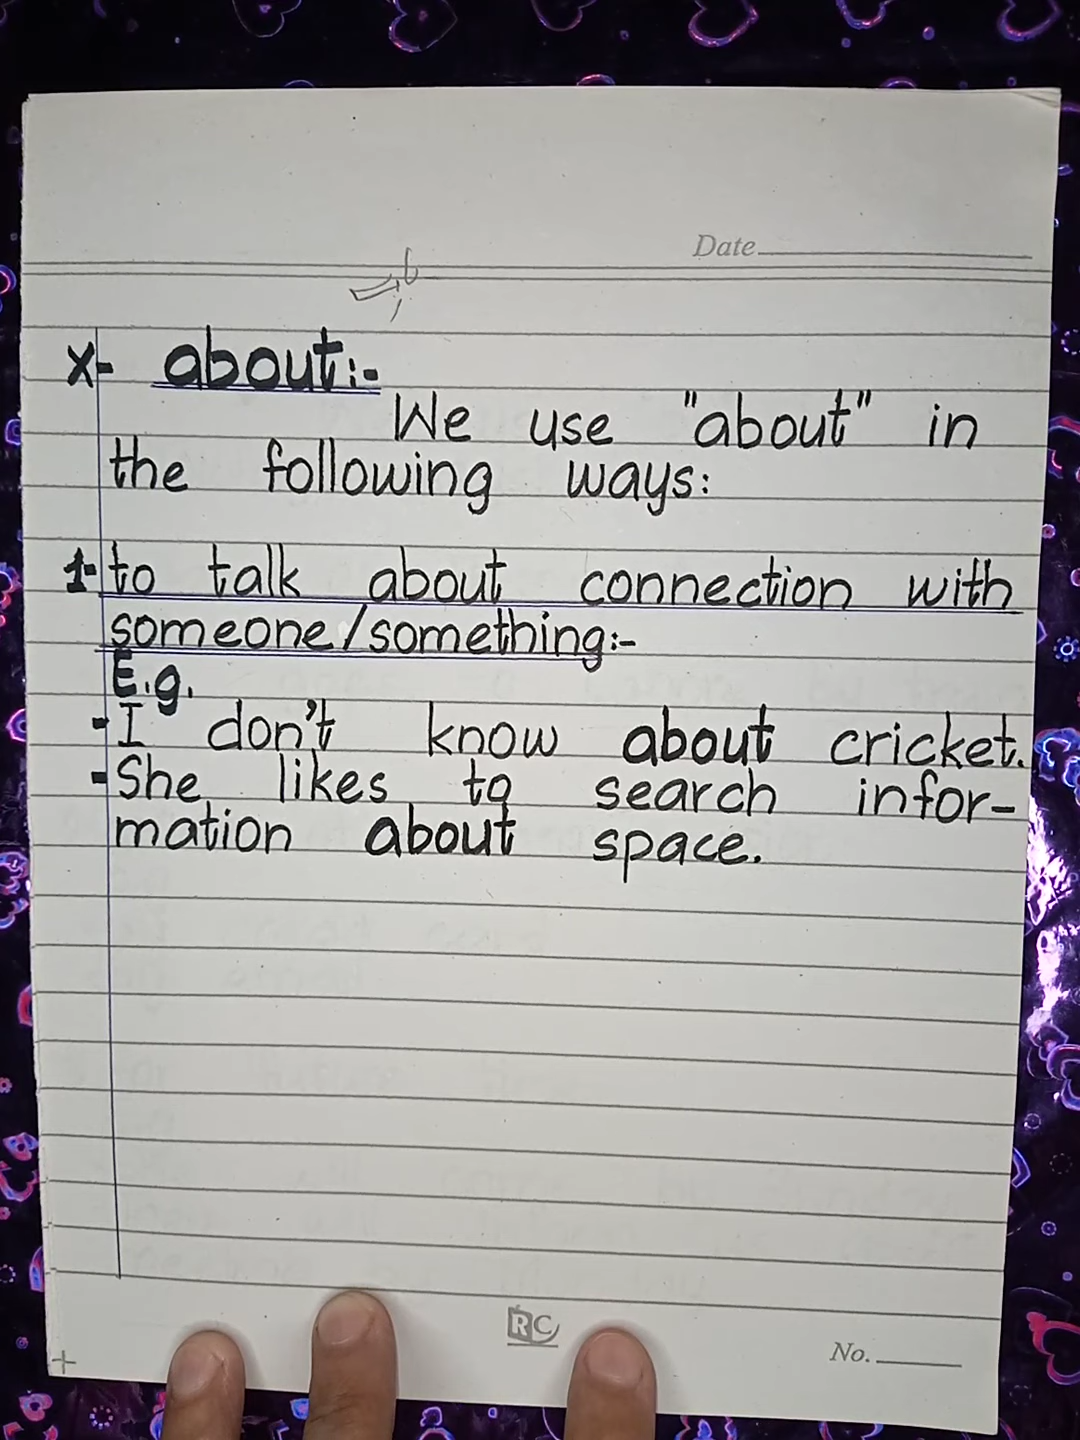 Date
x- about:-
We use "about" in
the following ways:
1- to talk about connection with
someone/something:-
E.g.
- I don't know about cricket.
- She likes to search infor-
mation about space.
RC
No.